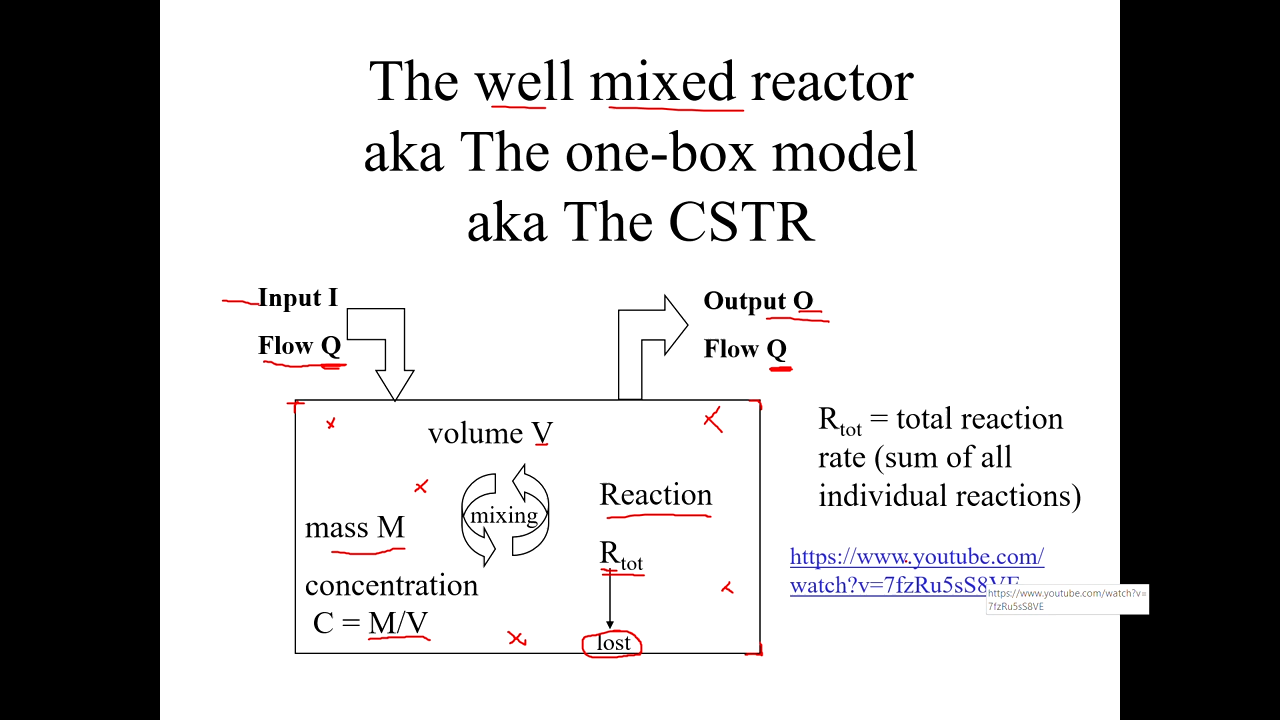 The well mixed reactor
aka The one-box model
aka The CSTR
Input I
Flow Q
Output O
Flow Q
volume V
mixing
mass M
concentration
C = M/V
Reaction
Rtot
lost
Rtot = total reaction
rate (sum of all
individual reactions)
https://www.youtube.com/
watch?v=7fzRu5sS8VE
https://www.youtube.com/watch?v=
7fzRu5sS8VE